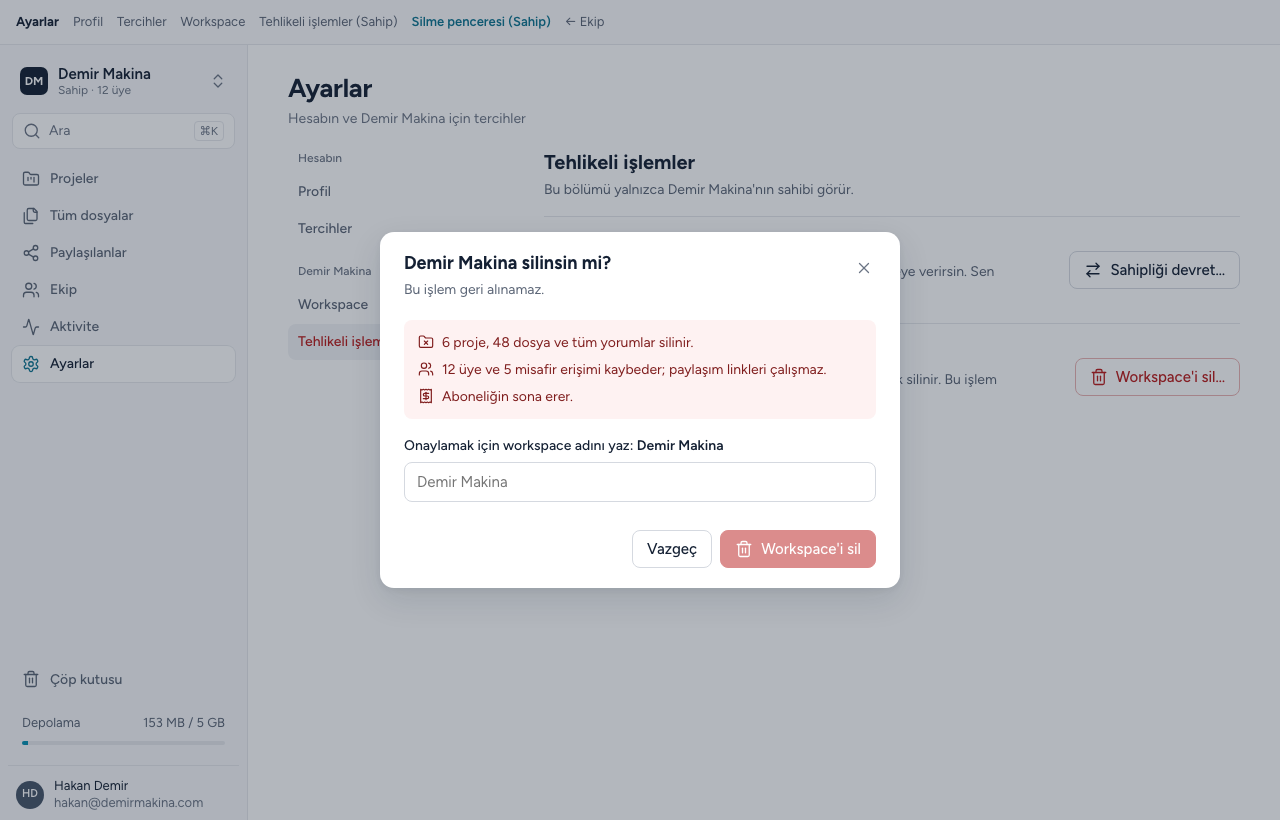 Ayarlar Profil Tercihler Workspace Tehlikeli işlemler (Sahip) Silme penceresi (Sahip) ← Ekip
DM Demir Makina
Sahip · 12 üye
Ara ⌘K
Projeler
Tüm dosyalar
Paylaşılanlar
Ekip
Aktivite
Ayarlar
Çöp kutusu
Depolama 153 MB / 5 GB
HD Hakan Demir
hakan@demirmakina.com
Ayarlar
Hesabın ve Demir Makina için tercihler
Hesabın
Profil
Tercihler
Demir Makina
Workspace
Tehlikeli işlem
Tehlikeli işlemler
Bu bölümü yalnızca Demir Makina'nın sahibi görür.
ye verirsin. Sen
Sahipliği devret...
silinir. Bu işlem
Workspace'i sil...
Demir Makina silinsin mi?
Bu işlem geri alınamaz.
6 proje, 48 dosya ve tüm yorumlar silinir.
12 üye ve 5 misafir erişimi kaybeder; paylaşım linkleri çalışmaz.
Aboneliğin sona erer.
Onaylamak için workspace adını yaz: Demir Makina
Demir Makina
Vazgeç
Workspace'i sil